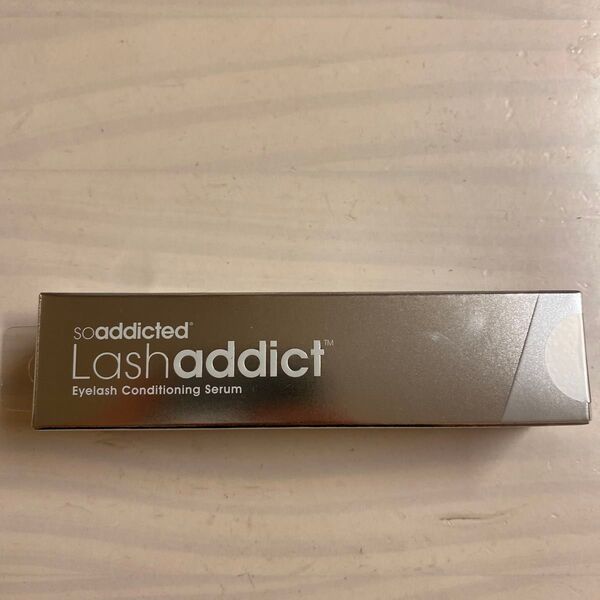 soaddicted®
Lashaddict™
Eyelash Conditioning Serum